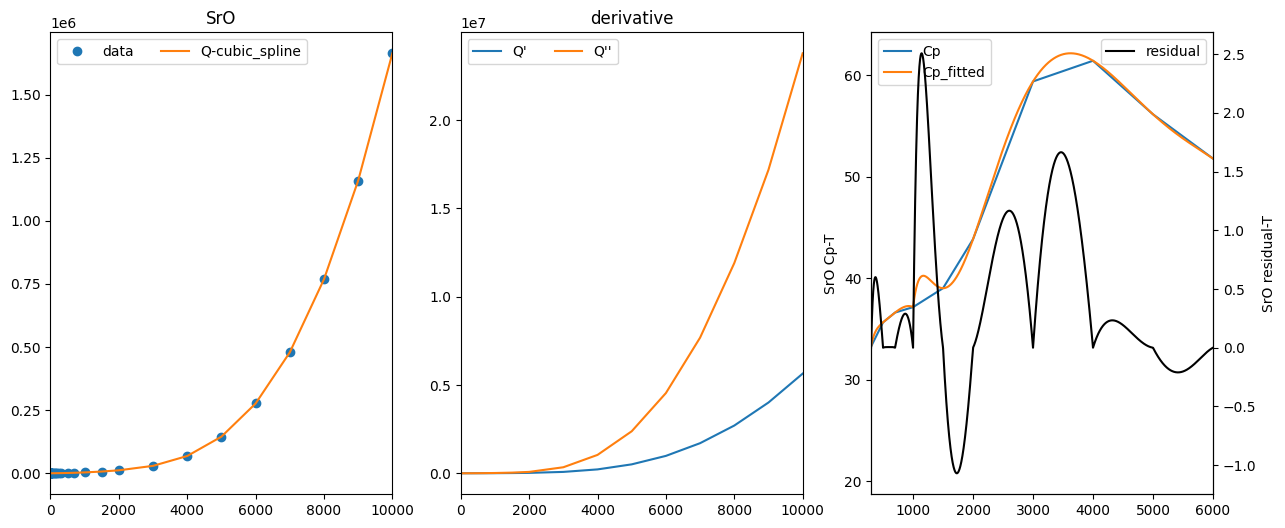 SrO
1e6
data
Q-cubic_spline
1.50
1.25
1.00
0.75
0.50
0.25
0.00
0 2000 4000 6000 8000 10000
derivative
1e7
Q'
Q''
2.0
1.5
1.0
0.5
0.0
0 2000 4000 6000 8000 10000
Cp
Cp_fitted
residual
SrO Cp-T
60
50
40
30
20
1000 2000 3000 4000 5000 6000
2.5
2.0
1.5
1.0
0.5
0.0
−0.5
−1.0
SrO residual-T